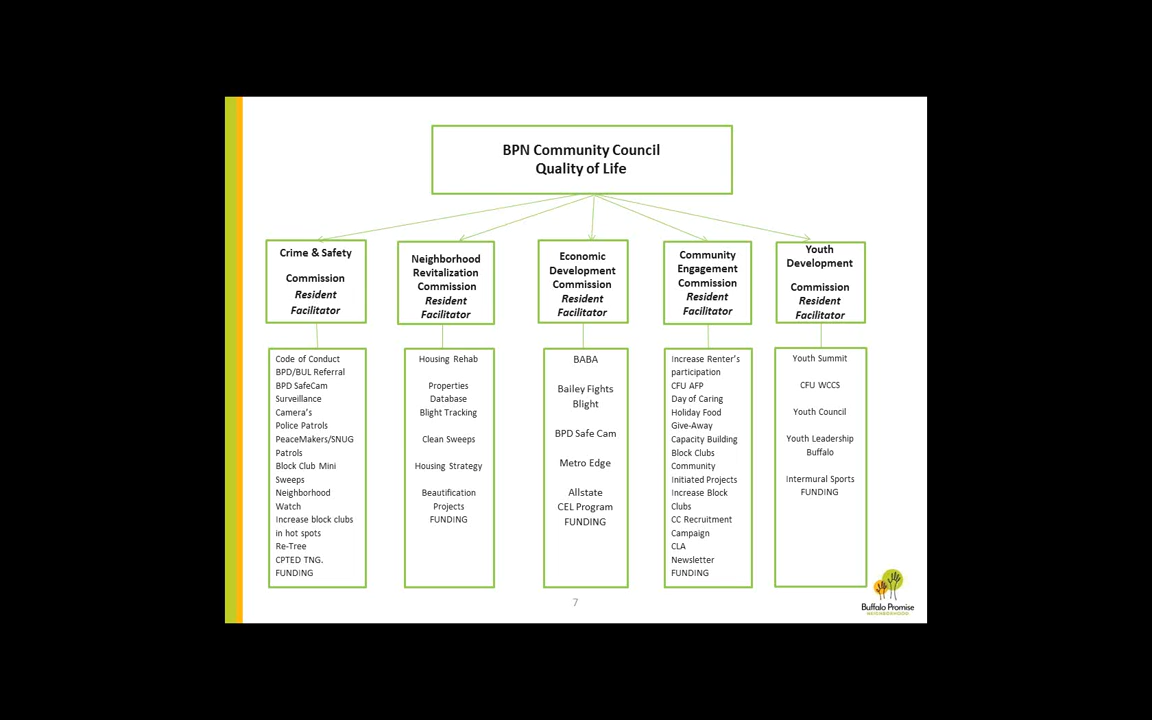 BPN Community Council
Quality of Life
Crime & Safety
Commission
Resident
Facilitator
Neighborhood
Revitalization
Commission
Resident
Facilitator
Economic
Development
Commission
Resident
Facilitator
Community
Engagement
Commission
Resident
Facilitator
Youth
Development
Commission
Resident
Facilitator
Code of Conduct
BPD/BUL Referral
BPD SafeCam
Surveillance
Camera's
Police Patrols
PeaceMakers/SNUG
Patrols
Block Club Mini
Sweeps
Neighborhood
Watch
Increase block clubs
in hot spots
Re-Tree
CPTED TNG.
FUNDING
Housing Rehab
Properties
Database
Blight Tracking
Clean Sweeps
Housing Strategy
Beautification
Projects
FUNDING
BABA
Bailey Fights
Blight
BPD Safe Cam
Metro Edge
Allstate
CEL Program
FUNDING
Increase Renter's
participation
CFU AFP
Day of Caring
Holiday Food
Give-Away
Capacity Building
Block Clubs
Community
Initiated Projects
Increase Block
Clubs
CC Recruitment
Campaign
CLA
Newsletter
FUNDING
Youth Summit
CFU WCCS
Youth Council
Youth Leadership
Buffalo
Intermural Sports
FUNDING
7
Buffalo Promise